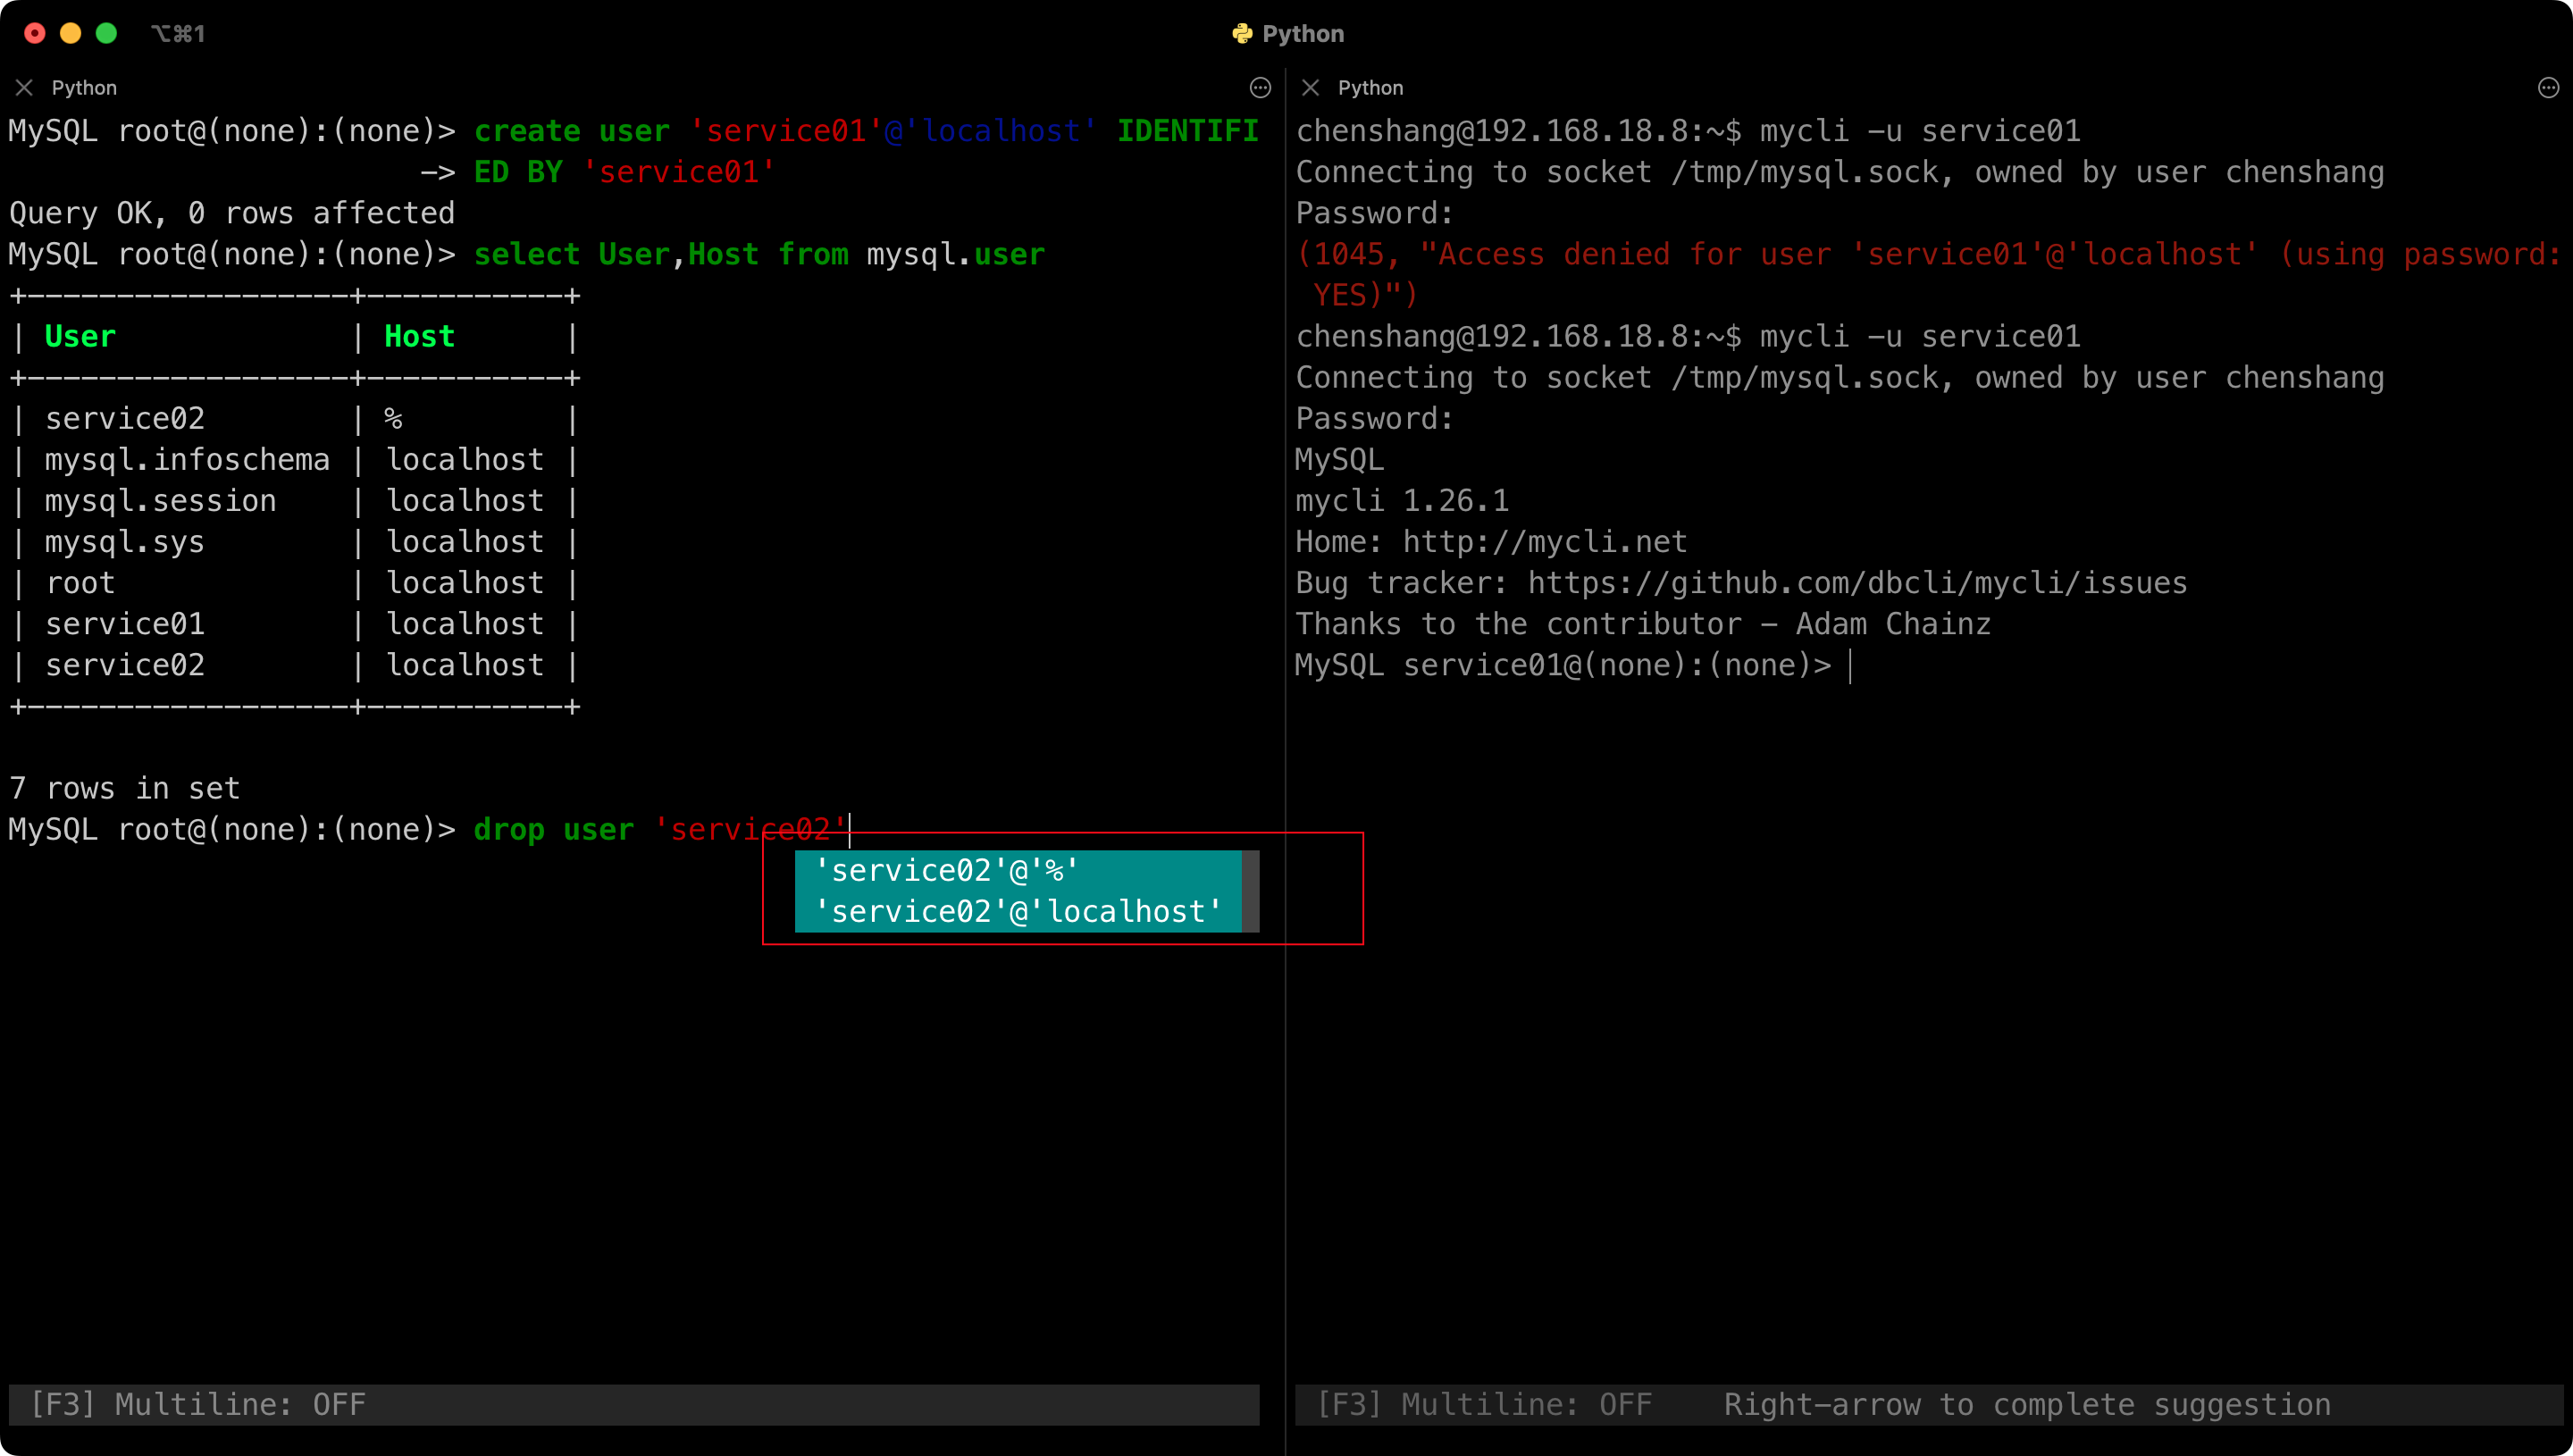 ⌥⌘1
Python
Python
MySQL root@(none):(none)> create user 'service01'@'localhost' IDENTIFI
-> ED BY 'service01'
Query OK, 0 rows affected
MySQL root@(none):(none)> select User,Host from mysql.user
+------------------+-----------+
| User             | Host      |
+------------------+-----------+
| service02        | %         |
| mysql.infoschema | localhost |
| mysql.session    | localhost |
| mysql.sys        | localhost |
| root             | localhost |
| service01        | localhost |
| service02        | localhost |
+------------------+-----------+
7 rows in set
MySQL root@(none):(none)> drop user 'service02'
'service02'@'%'
'service02'@'localhost'
[F3] Multiline: OFF
Python
chenshang@192.168.18.8:~$ mycli -u service01
Connecting to socket /tmp/mysql.sock, owned by user chenshang
Password:
(1045, "Access denied for user 'service01'@'localhost' (using password:
YES)")
chenshang@192.168.18.8:~$ mycli -u service01
Connecting to socket /tmp/mysql.sock, owned by user chenshang
Password:
MySQL
mycli 1.26.1
Home: http://mycli.net
Bug tracker: https://github.com/dbcli/mycli/issues
Thanks to the contributor - Adam Chainz
MySQL service01@(none):(none)>
[F3] Multiline: OFF    Right-arrow to complete suggestion